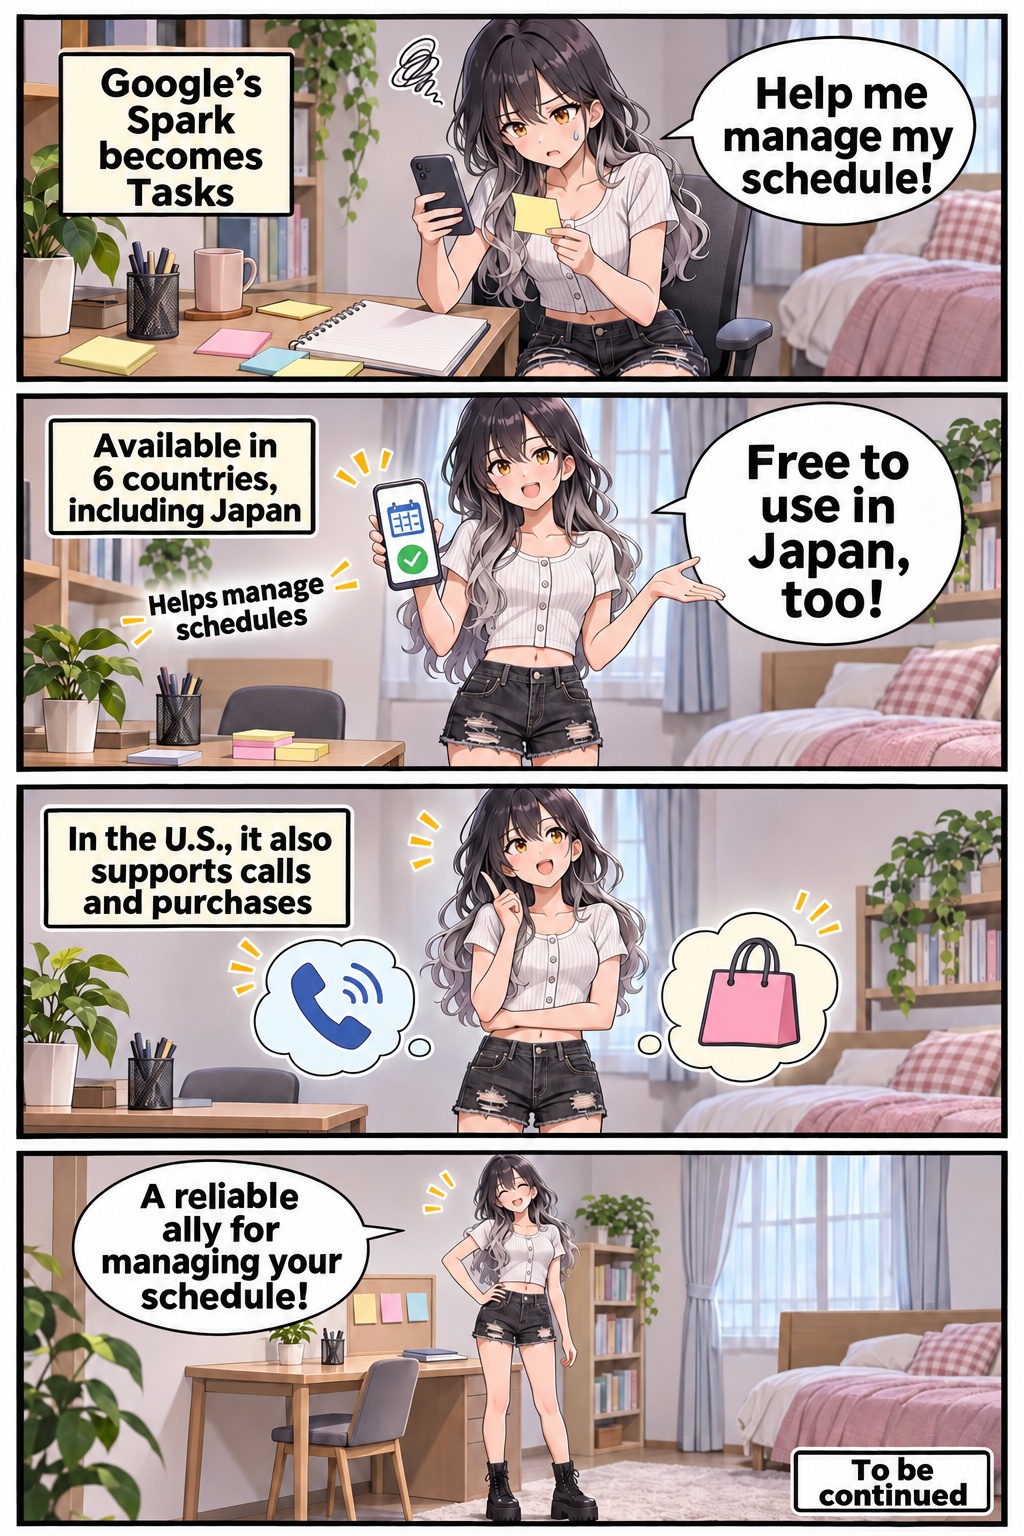 Google's
Spark
becomes
Tasks
Help me
manage my
schedule!
Available in
6 countries,
including Japan
Free to
use in
Japan,
too!
Helps manage
schedules
In the U.S., it also
supports calls
and purchases
A reliable
ally for
managing your
schedule!
To be
continued